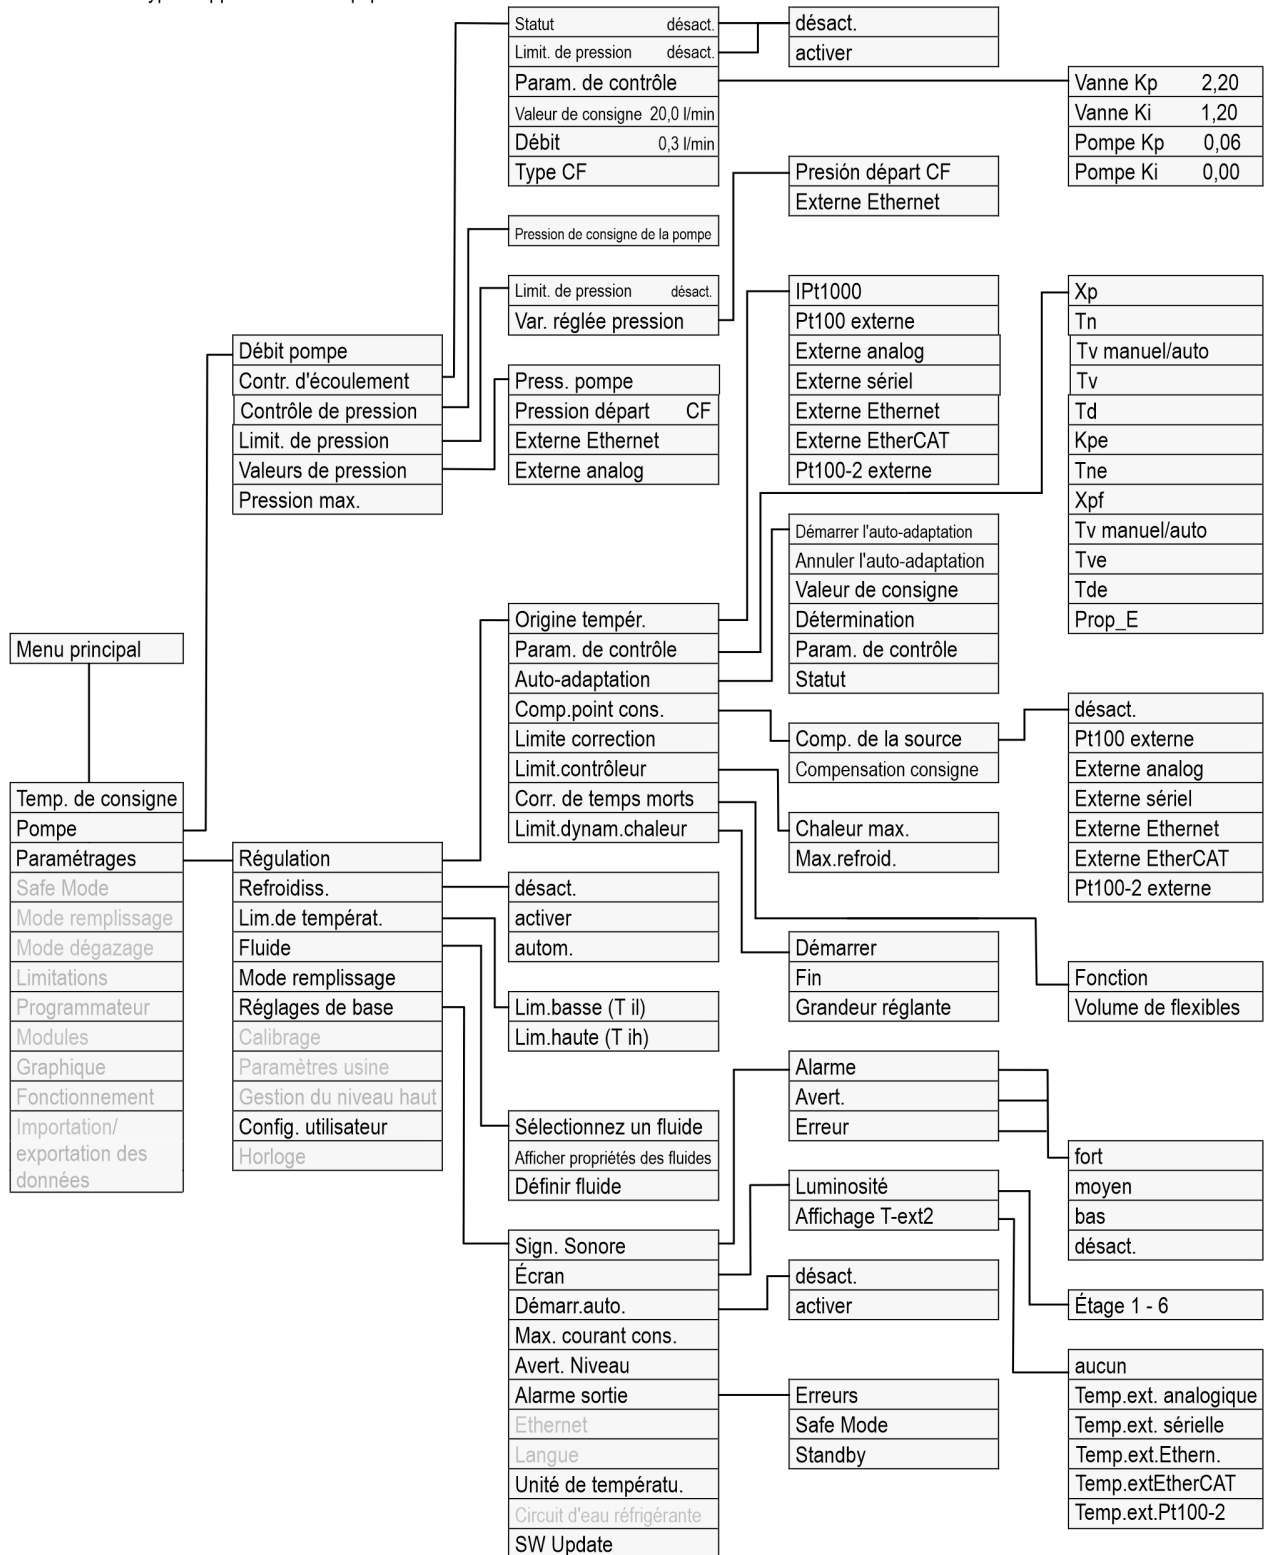 Statut désact.
Limit. de pression désact.
Param. de contrôle
Valeur de consigne 20,0 l/min
Débit 0,3 l/min
Type CF
désact.
activer
Vanne Kp 2,20
Vanne Ki 1,20
Pompe Kp 0,06
Pompe Ki 0,00
Presión départ CF
Externe Ethernet
Pression de consigne de la pompe
Limit. de pression désact.
Var. réglée pression
Débit pompe
Contr. d'écoulement
Contrôle de pression
Limit. de pression
Valeurs de pression
Pression max.
Press. pompe
Pression départ CF
Externe Ethernet
Externe analog
IPt1000
Pt100 externe
Externe analog
Externe sériel
Externe Ethernet
Externe EtherCAT
Pt100-2 externe
Xp
Tn
Tv manuel/auto
Tv
Td
Kpe
Tne
Xpf
Tv manuel/auto
Tve
Tde
Prop_E
Démarrer l'auto-adaptation
Annuler l'auto-adaptation
Valeur de consigne
Détermination
Param. de contrôle
Statut
Origine tempér.
Param. de contrôle
Auto-adaptation
Comp.point cons.
Limite correction
Limit.contrôleur
Corr. de temps morts
Limit.dynam.chaleur
Menu principal
Temp. de consigne
Pompe
Paramétrages
Safe Mode
Mode remplissage
Mode dégazage
Limitations
Programmateur
Modules
Graphique
Fonctionnement
Importation/
exportation des
données
Régulation
Refroidiss.
Lim.de températ.
Fluide
Mode remplissage
Réglages de base
Calibrage
Paramètres usine
Gestion du niveau haut
Config. utilisateur
Horloge
Comp. de la source
Compensation consigne
désact.
Pt100 externe
Externe analog
Externe sériel
Externe Ethernet
Externe EtherCAT
Pt100-2 externe
Chaleur max.
Max.refroid.
désact.
activer
autom.
Démarrer
Fin
Grandeur réglante
Fonction
Volume de flexibles
Lim.basse (T il)
Lim.haute (T ih)
Sélectionnez un fluide
Afficher propriétés des fluides
Définir fluide
Alarme
Avert.
Erreur
fort
moyen
bas
désact.
Luminosité
Affichage T-ext2
Sign. Sonore
Écran
Démarr.auto.
Max. courant cons.
Avert. Niveau
Alarme sortie
Ethernet
Langue
Unité de températu.
Circuit d'eau réfrigérante
SW Update
désact.
activer
Étage 1 - 6
Erreurs
Safe Mode
Standby
aucun
Temp.ext. analogique
Temp.ext. sérielle
Temp.ext.Ethern.
Temp.extEtherCAT
Temp.ext.Pt100-2